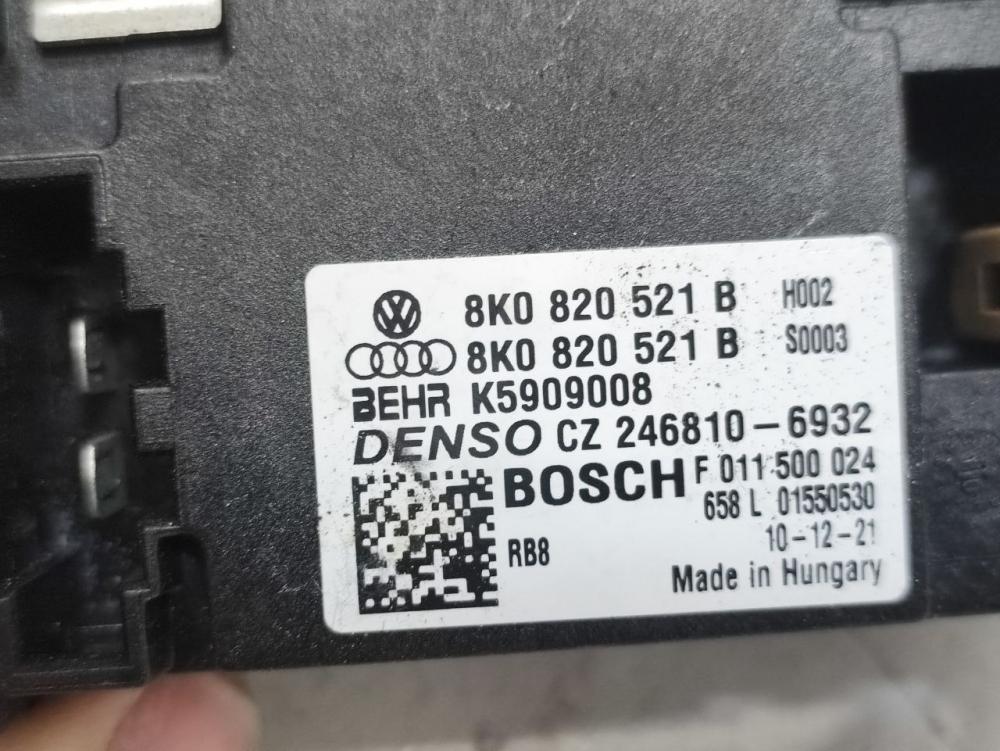 8K0 820 521 B H002
8K0 820 521 B S0003
BEHR K5909008
DENSO CZ 246810-6932
BOSCH F 011 500 024
658 L 01550530
10-12-21
RB8
Made in Hungary